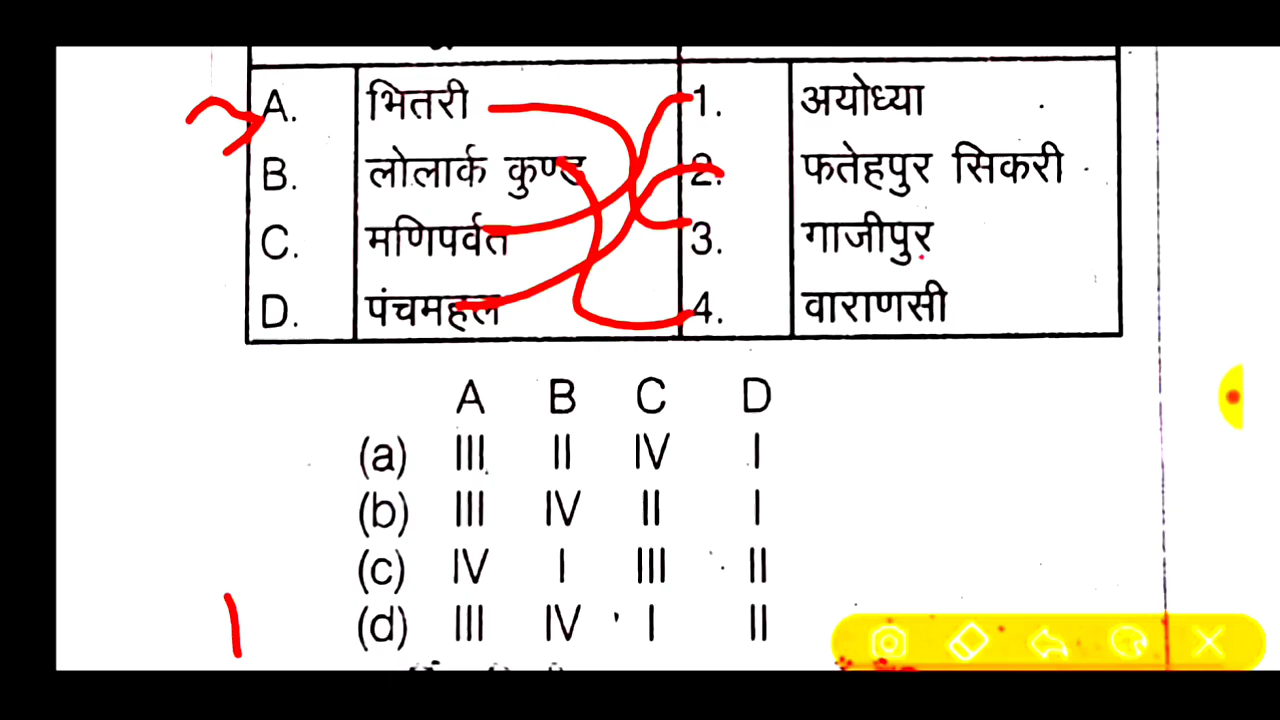 A. भितरी 1. अयोध्या
B. लोलार्क कुण्ड 2. फतेहपुर सिकरी
C. मणिपर्वत 3. गाजीपुर
D. पंचमहल 4. वाराणसी
A B C D
(a) III II IV I
(b) III IV II I
(c) IV I III II
(d) III IV I II